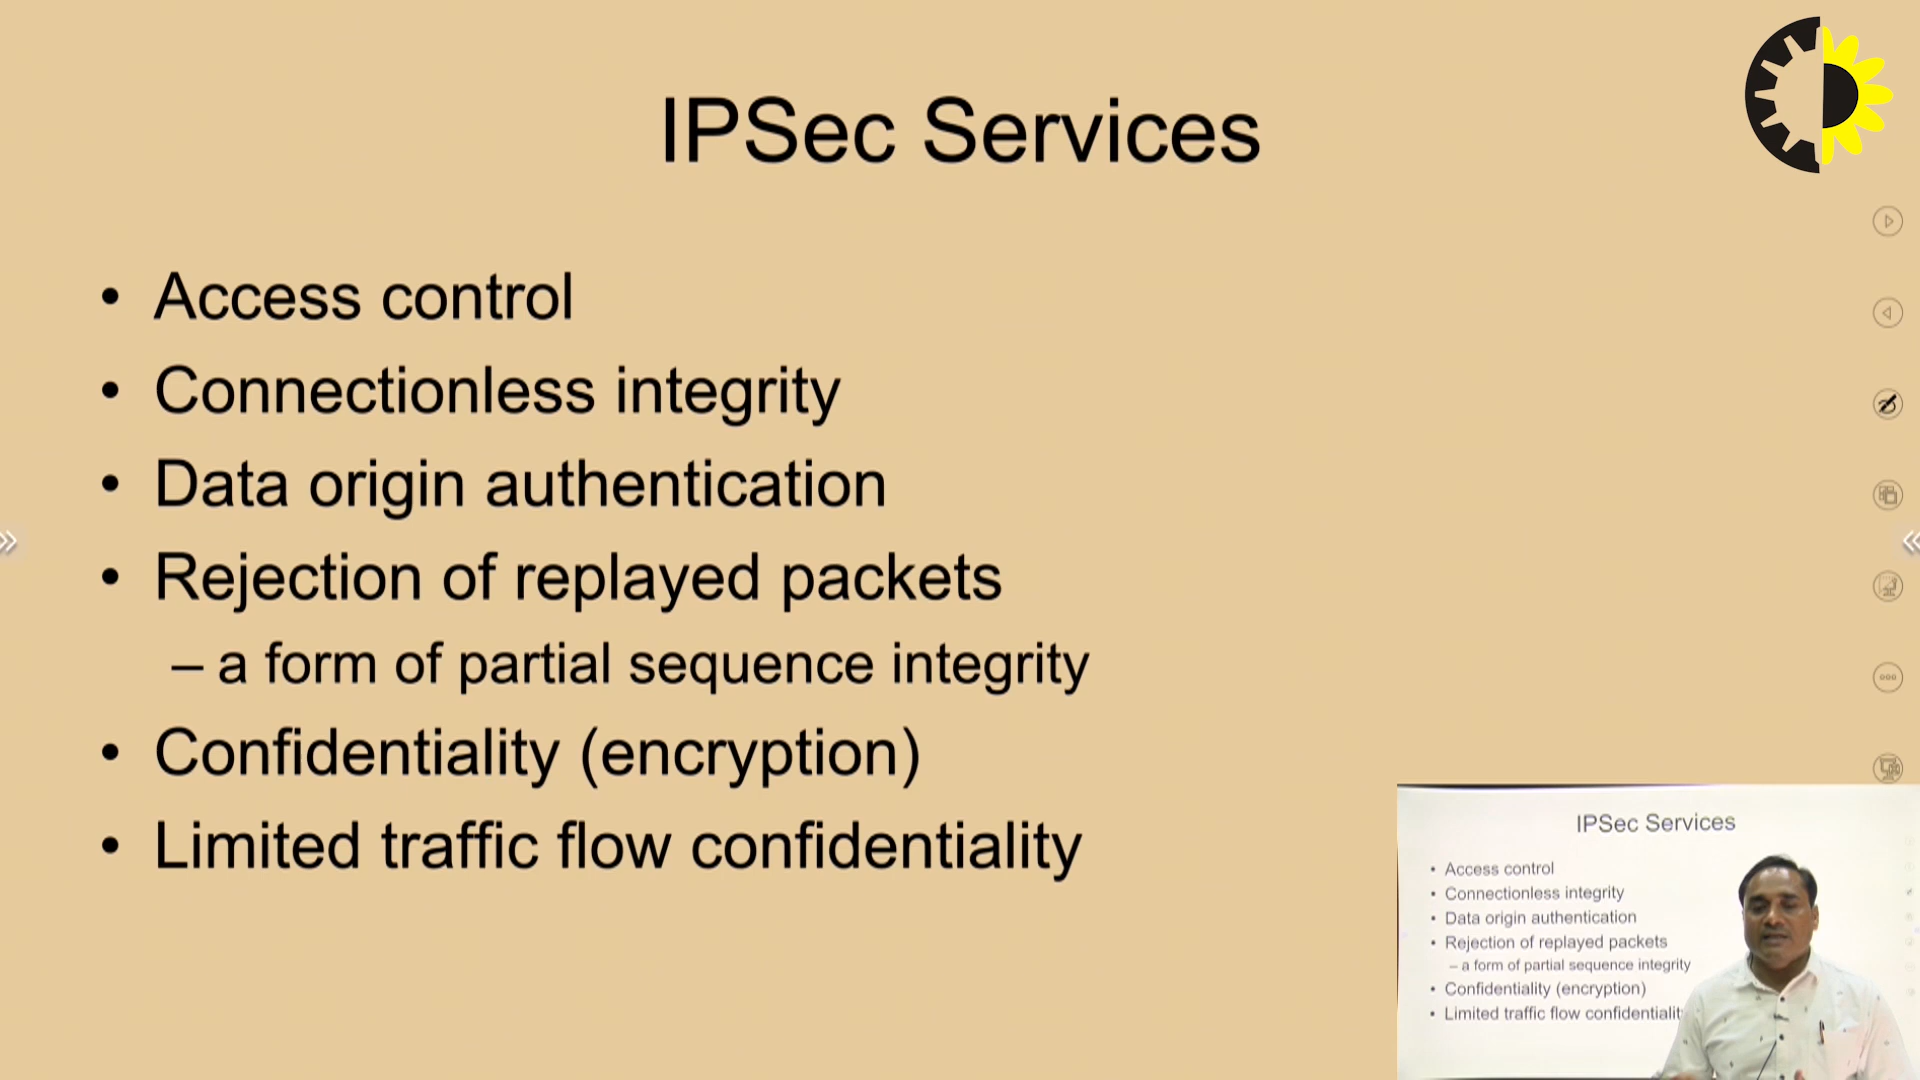 IPSec Services
• Access control
• Connectionless integrity
• Data origin authentication
• Rejection of replayed packets
– a form of partial sequence integrity
• Confidentiality (encryption)
• Limited traffic flow confidentiality
IPSec Services
• Access control
• Connectionless integrity
• Data origin authentication
• Rejection of replayed packets
– a form of partial sequence integrity
• Confidentiality (encryption)
• Limited traffic flow